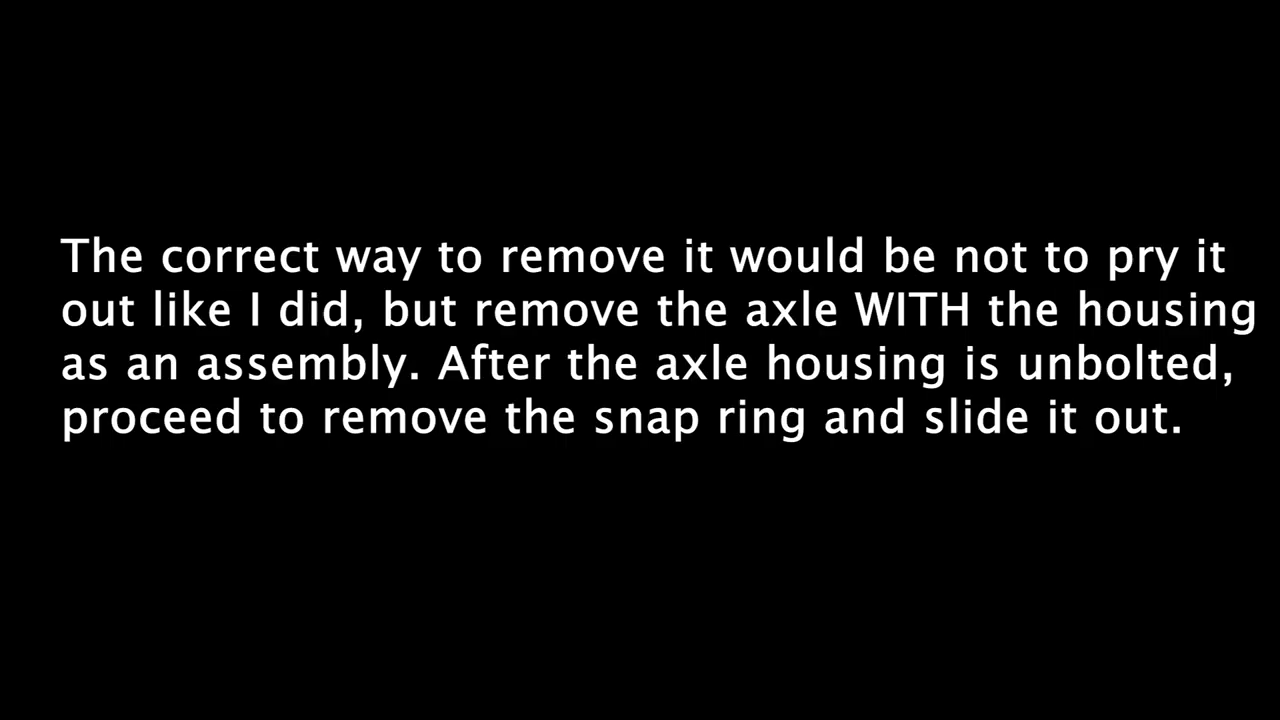 The correct way to remove it would be not to pry it
out like I did, but remove the axle WITH the housing
as an assembly. After the axle housing is unbolted,
proceed to remove the snap ring and slide it out.